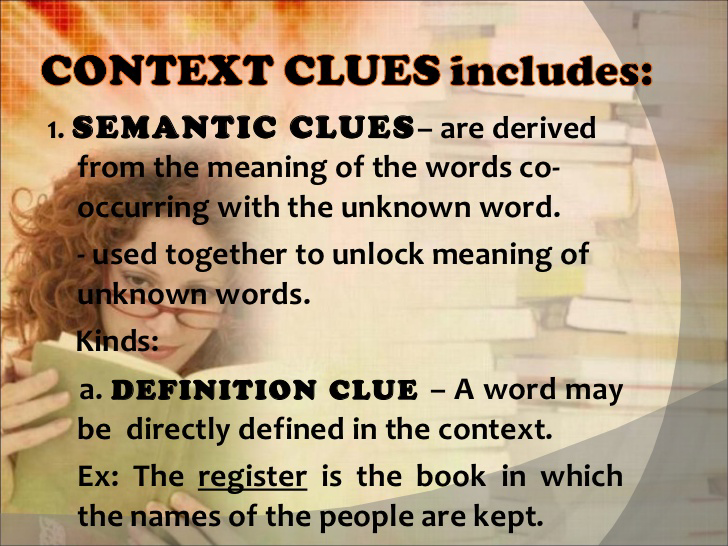 CONTEXT CLUES includes:
1. SEMANTIC CLUES – are derived
from the meaning of the words co-
occurring with the unknown word.
- used together to unlock meaning of
unknown words.
Kinds:
a. DEFINITION CLUE – A word may
be directly defined in the context.
Ex: The register is the book in which
the names of the people are kept.